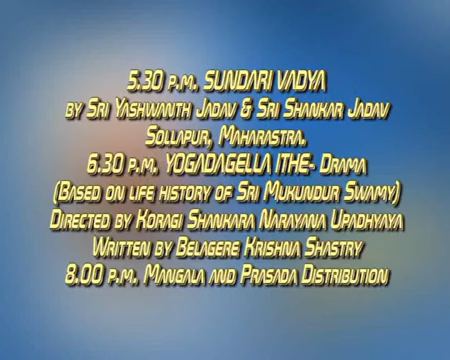 5.30 P.M. SUNDARI VADYA
BY SRI YASHWANTH JADAV & SRI SHANKAR JADAV
SOLLAPUR, MAHARASTRA.
6.30 P.M. YOGADAGELLA ITHE- DRAMA
(BASED ON LIFE HISTORY OF SRI MUKUNDUR SWAMY)
DIRECTED BY KORAGI SHANKARA NARAYANA UPADHYAYA
WRITTEN BY BELAGERE KRISHNA SHASTRY
8.00 P.M. MANGALA AND PRASADA DISTRIBUTION